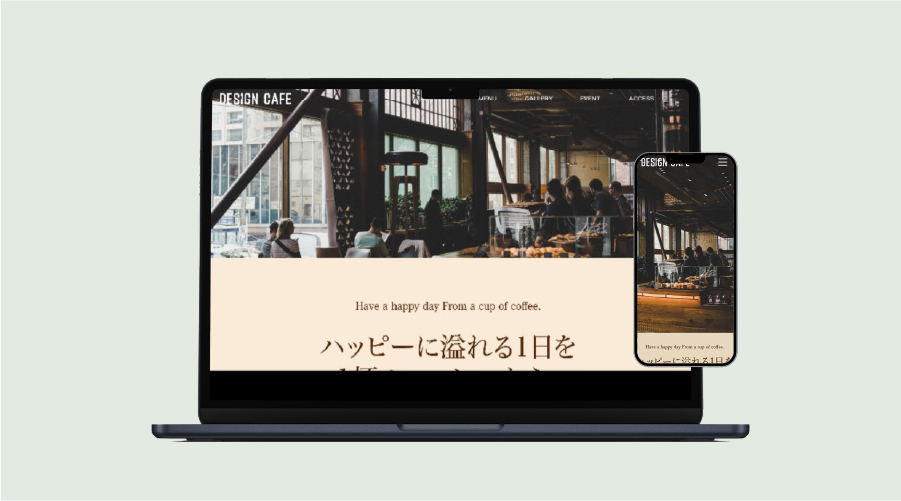 DESIGN CAFE
MENU GALLERY EVENT ACCESS
Have a happy day From a cup of coffee.
ハッピーに溢れる1日を
DESIGN CAFE
Have a happy day From a cup of coffee.
ハッピーに溢れる1日を